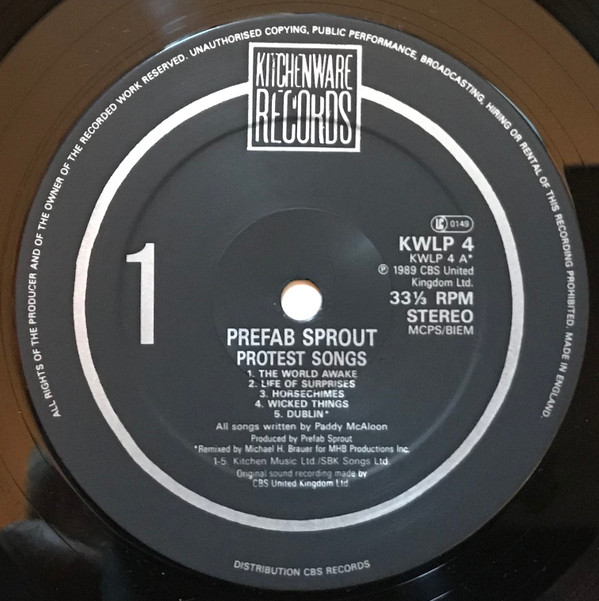 ALL RIGHTS OF THE PRODUCER AND OF THE OWNER OF THE RECORDED WORK RESERVED. UNAUTHORISED COPYING, PUBLIC PERFORMANCE, BROADCASTING, HIRING OR RENTAL OF THIS RECORDING PROHIBITED. MADE IN ENGLAND.
KITCHENWARE
RECORDS
1
LC 0149
KWLP 4
KWLP 4 A*
℗ 1989 CBS United
Kingdom Ltd.
33⅓ RPM
STEREO
MCPS/BIEM
PREFAB SPROUT
PROTEST SONGS
1. THE WORLD AWAKE
2. LIFE OF SURPRISES
3. HORSECHIMES
4. WICKED THINGS
5. DUBLIN*
All songs written by Paddy McAloon
Produced by Prefab Sprout
*Remixed by Michael H. Brauer for MHB Productions Inc.
1-5. Kitchen Music Ltd./SBK Songs Ltd.
Original sound recording made by
CBS United Kingdom Ltd
DISTRIBUTION CBS RECORDS